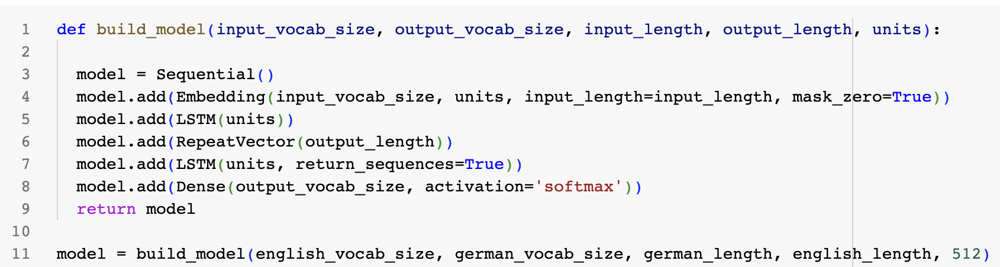 1 def build_model(input_vocab_size, output_vocab_size, input_length, output_length, units):
2
3 model = Sequential()
4 model.add(Embedding(input_vocab_size, units, input_length=input_length, mask_zero=True))
5 model.add(LSTM(units))
6 model.add(RepeatVector(output_length))
7 model.add(LSTM(units, return_sequences=True))
8 model.add(Dense(output_vocab_size, activation='softmax'))
9 return model
10
11 model = build_model(english_vocab_size, german_vocab_size, german_length, english_length, 512)